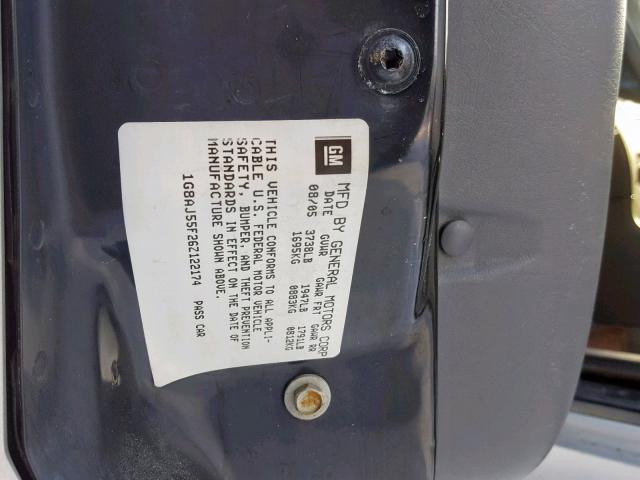 GM MFD BY GENERAL MOTORS CORP
DATE GVWR GAWR FRT GAWR RR
08/05 3738LB 1947LB 1791LB
1695KG 0883KG 0812KG
THIS VEHICLE CONFORMS TO ALL APPLI-
CABLE U.S. FEDERAL MOTOR VEHICLE
SAFETY, BUMPER, AND THEFT PREVENTION
STANDARDS IN EFFECT ON THE DATE OF
MANUFACTURE SHOWN ABOVE.
1G8AJ55F26Z122174 PASS CAR